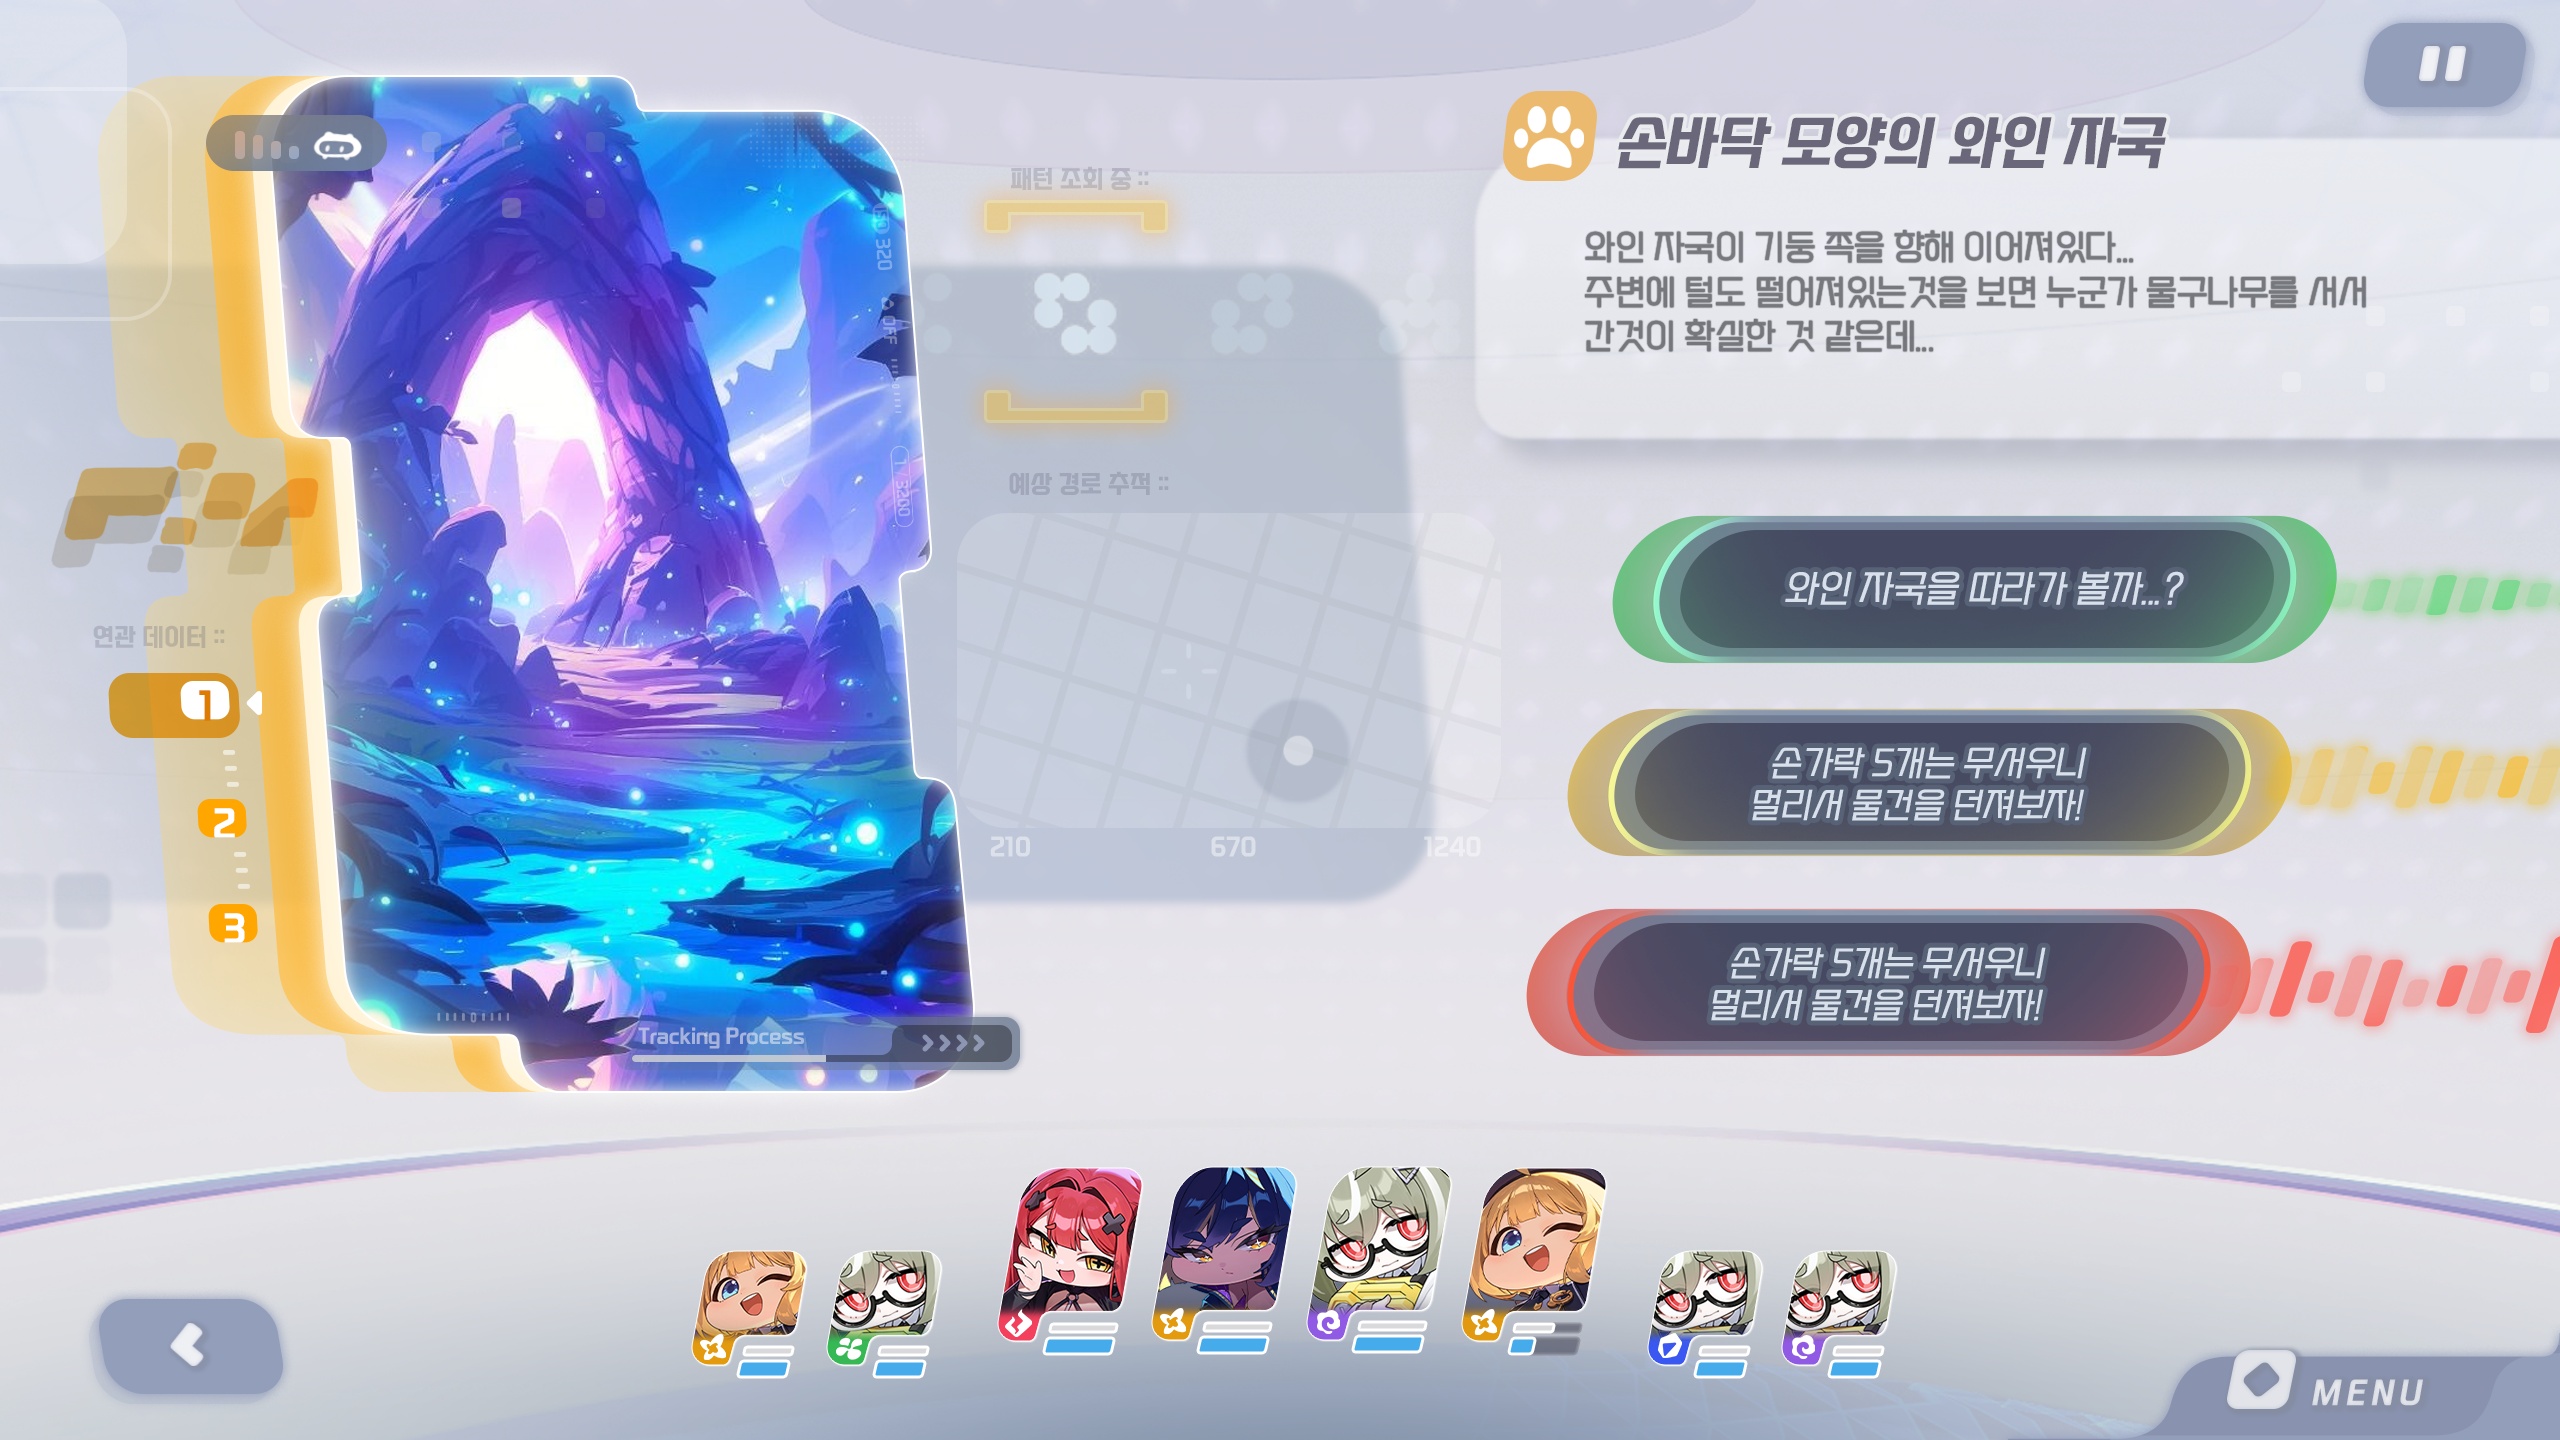 손바닥 모양의 와인 자국
와인 자국이 기둥 쪽을 향해 이어져있다...
주변에 털도 떨어져있는것을 보면 누군가 물구나무를 서서
간것이 확실한 것 같은데...
패턴 조회 중 ::
예상 경로 추적 ::
210
670
1240
ISO 320
OFF
1 / 3200
연관 데이터 ::
1
2
3
Tracking Process
와인 자국을 따라가 볼까...?
손가락 5개는 무서우니
멀리서 물건을 던져보자!
손가락 5개는 무서우니
멀리서 물건을 던져보자!
MENU